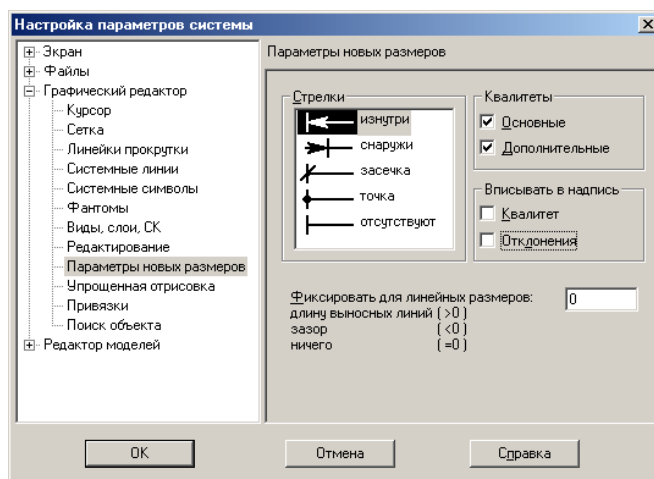 Настройка параметров системы
Экран
Файлы
Графический редактор
Курсор
Сетка
Линейки прокрутки
Системные линии
Системные символы
Фантомы
Виды, слои, СК
Редактирование
Параметры новых размеров
Упрощенная отрисовка
Привязки
Поиск объекта
Редактор моделей
Параметры новых размеров
Стрелки
изнутри
снаружи
засечка
точка
отсутствуют
Квалитеты
Основные
Дополнительные
Вписывать в надпись
Квалитет
Отклонения
Фиксировать для линейных размеров: 0
длину выносных линий ( >0 )
зазор ( <0 )
ничего ( =0 )
OK Отмена Справка